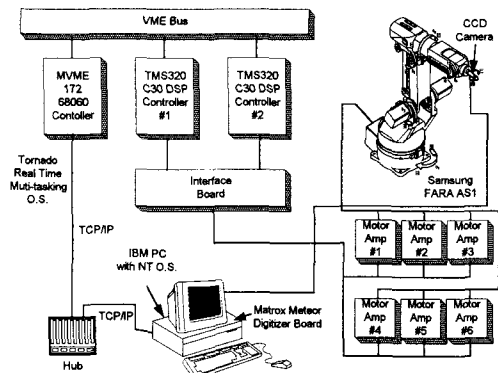 VME Bus
CCD
Camera
MVME
172
68060
Contoller
TMS320
C30 DSP
Controller
#1
TMS320
C30 DSP
Controller
#2
Tornado
Real Time
Muti-tasking
O.S.
Interface
Board
Samsung
FARA AS1
TCP/IP
IBM PC
with NT O.S.
Motor
Amp
#1
Motor
Amp
#2
Motor
Amp
#3
TCP/IP
Matrox Meteor
Digitizer Board
Motor
Amp
#4
Motor
Amp
#5
Motor
Amp
#6
Hub